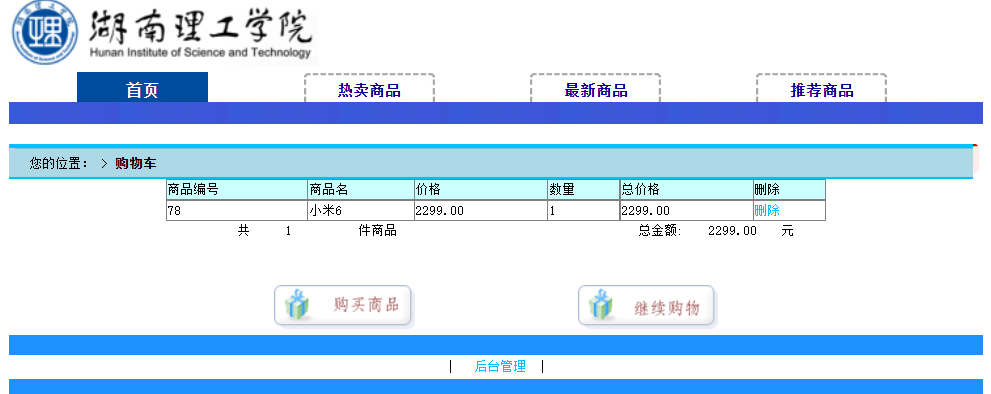 湖南理工学院
Hunan Institute of Science and Technology
首页 热卖商品 最新商品 推荐商品
您的位置： > 购物车
商品编号 商品名 价格 数量 总价格 删除
78 小米6 2299.00 1 2299.00 删除
共 1 件商品 总金额: 2299.00 元
购买商品 继续购物
| 后台管理 |